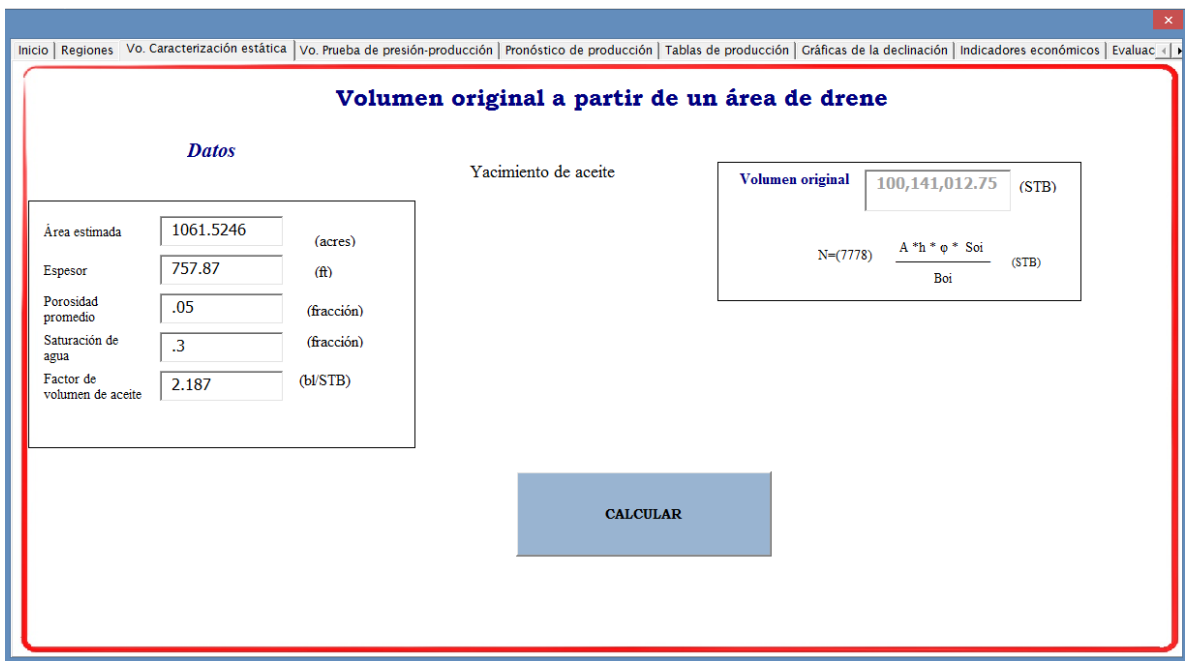 Inicio Regiones Vo. Caracterización estática Vo. Prueba de presión-producción Pronóstico de producción Tablas de producción Gráficas de la declinación Indicadores económicos Evaluac
Volumen original a partir de un área de drene
Datos
Yacimiento de aceite
Área estimada 1061.5246 (acres)
Espesor 757.87 (ft)
Porosidad
promedio .05 (fracción)
Saturación de
agua .3 (fracción)
Factor de
volumen de aceite 2.187 (bl/STB)
Volumen original 100,141,012.75 (STB)
N=(7778) A *h * φ * Soi (STB)
Boi
CALCULAR